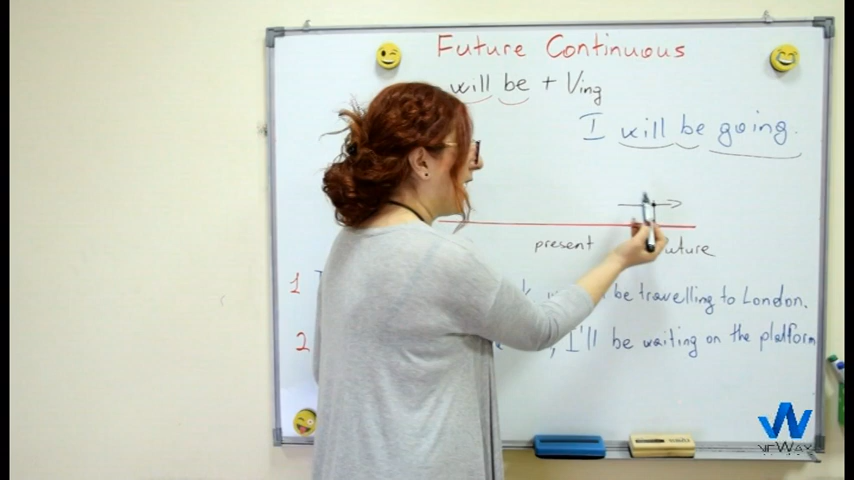 Future Continuous
will be + Ving
I will be going.
present
1 be travelling to London.
2 , I'll be waiting on the platform